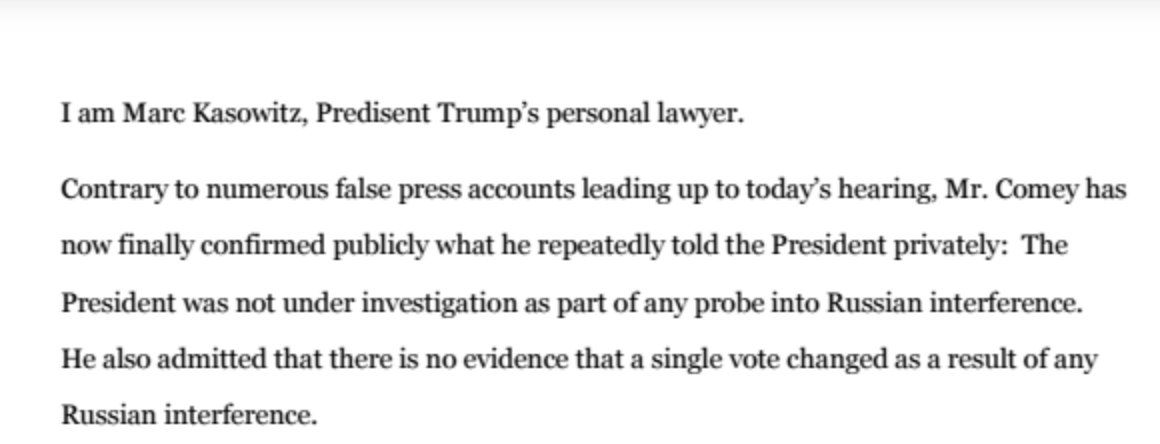 I am Marc Kasowitz, Predisent Trump’s personal lawyer.
Contrary to numerous false press accounts leading up to today’s hearing, Mr. Comey has
now finally confirmed publicly what he repeatedly told the President privately:  The
President was not under investigation as part of any probe into Russian interference.
He also admitted that there is no evidence that a single vote changed as a result of any
Russian interference.